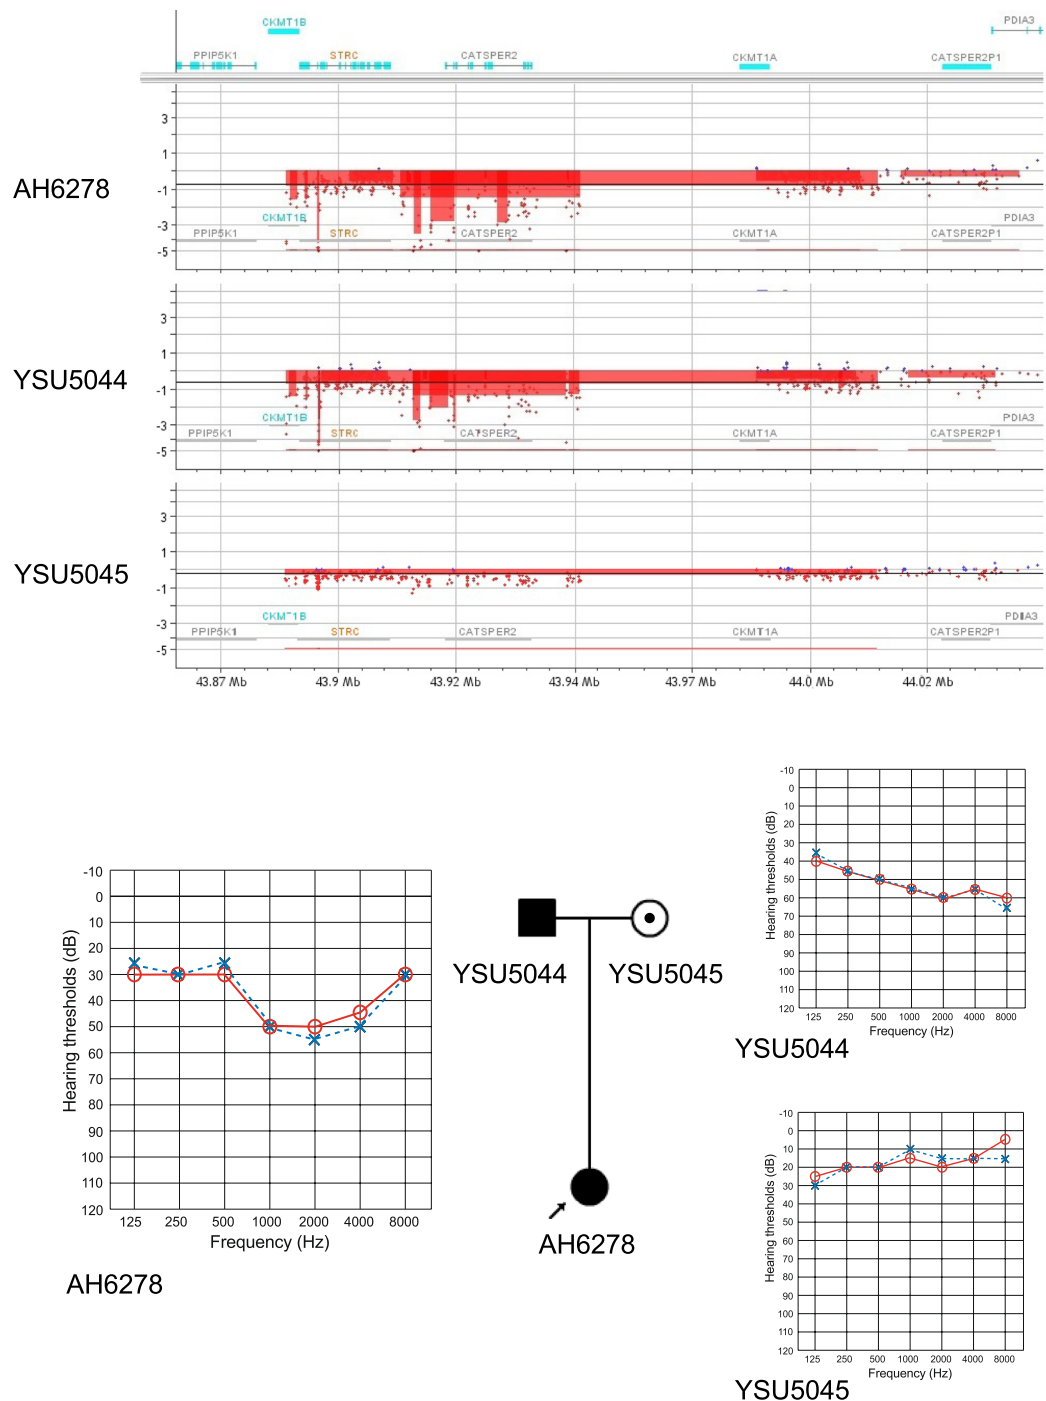 CKMT1B
PDIA3
PPIP5K1 STRC CATSPER2 CKMT1A CATSPER2P1
AH6278
3
1
-1
-3
-5
CKMT1B PDIA3
PPIP5K1 STRC CATSPER2 CKMT1A CATSPER2P1
YSU5044
3
1
-1
-3
-5
CKMT1B PDIA3
PPIP5K1 STRC CATSPER2 CKMT1A CATSPER2P1
YSU5045
3
1
-1
-3
-5
CKMT1B PDIA3
PPIP5K1 STRC CATSPER2 CKMT1A CATSPER2P1
43.87 Mb 43.9 Mb 43.92 Mb 43.94 Mb 43.97 Mb 44.0 Mb 44.02 Mb
Hearing thresholds (dB)
-10
0
10
20
30
40
50
60
70
80
90
100
110
120
125 250 500 1000 2000 4000 8000
Frequency (Hz)
AH6278
YSU5044 YSU5045
AH6278
Hearing thresholds (dB)
-10
0
10
20
30
40
50
60
70
80
90
100
110
120
125 250 500 1000 2000 4000 8000
Frequency (Hz)
YSU5044
Hearing thresholds (dB)
-10
0
10
20
30
40
50
60
70
80
90
100
110
120
125 250 500 1000 2000 4000 8000
Frequency (Hz)
YSU5045